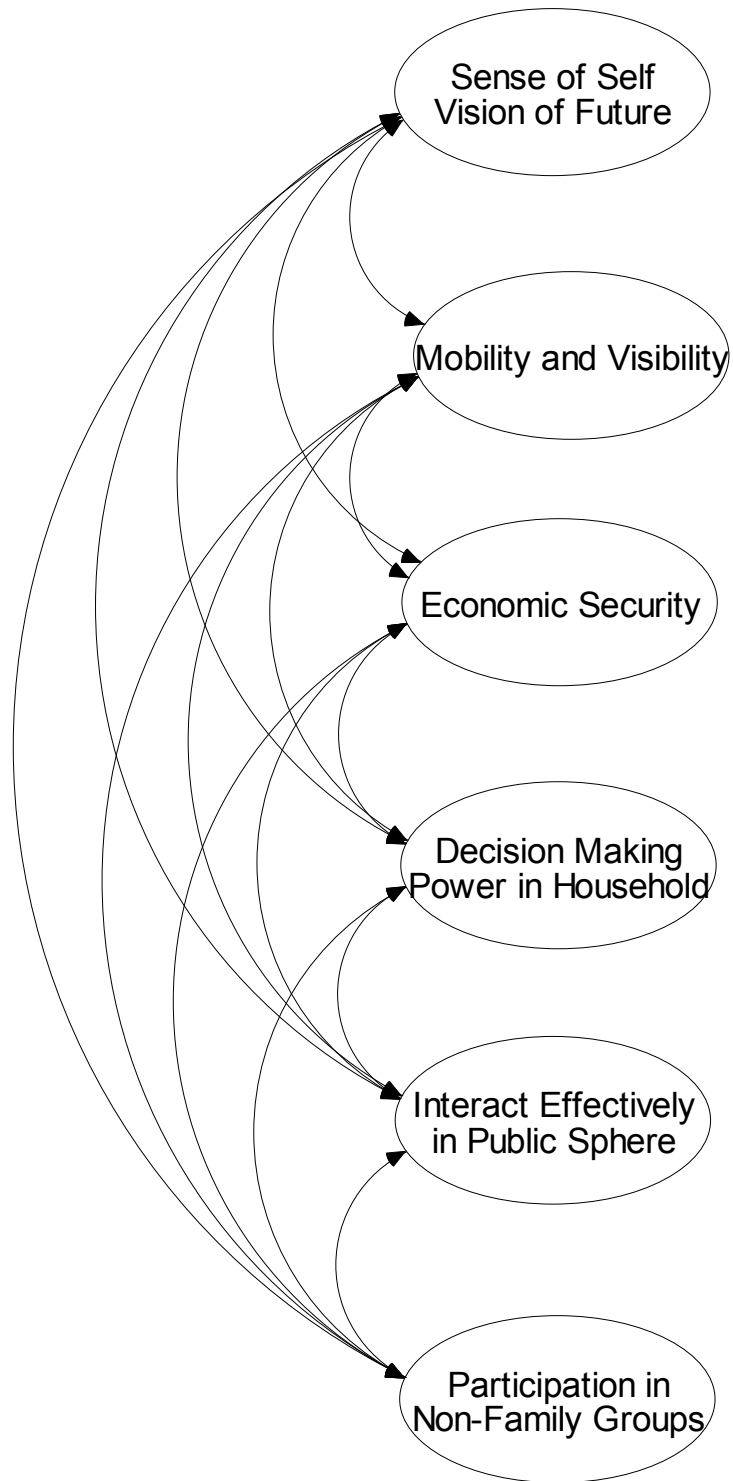 Sense of Self
Vision of Future
Mobility and Visibility
Economic Security
Decision Making
Power in Household
Interact Effectively
in Public Sphere
Participation in
Non-Family Groups